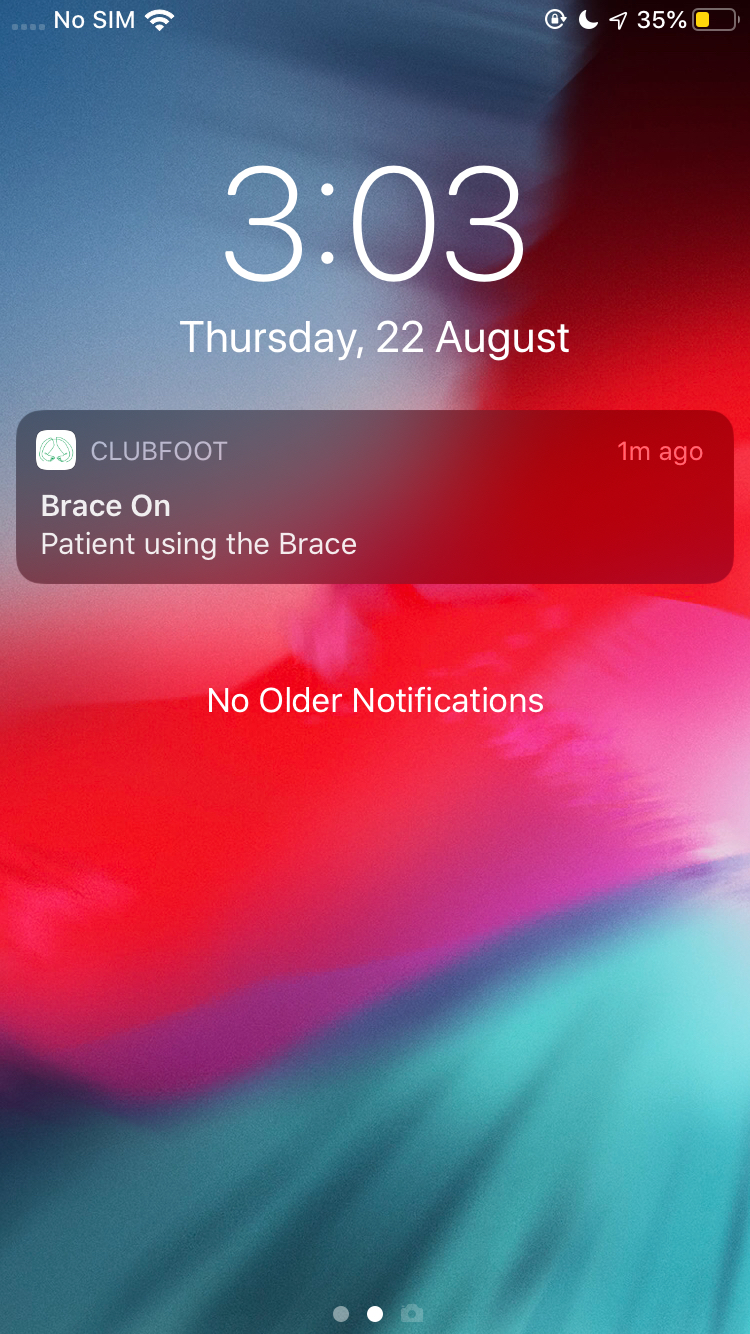 No SIM 35%
3:03
Thursday, 22 August
CLUBFOOT 1m ago
Brace On
Patient using the Brace
No Older Notifications